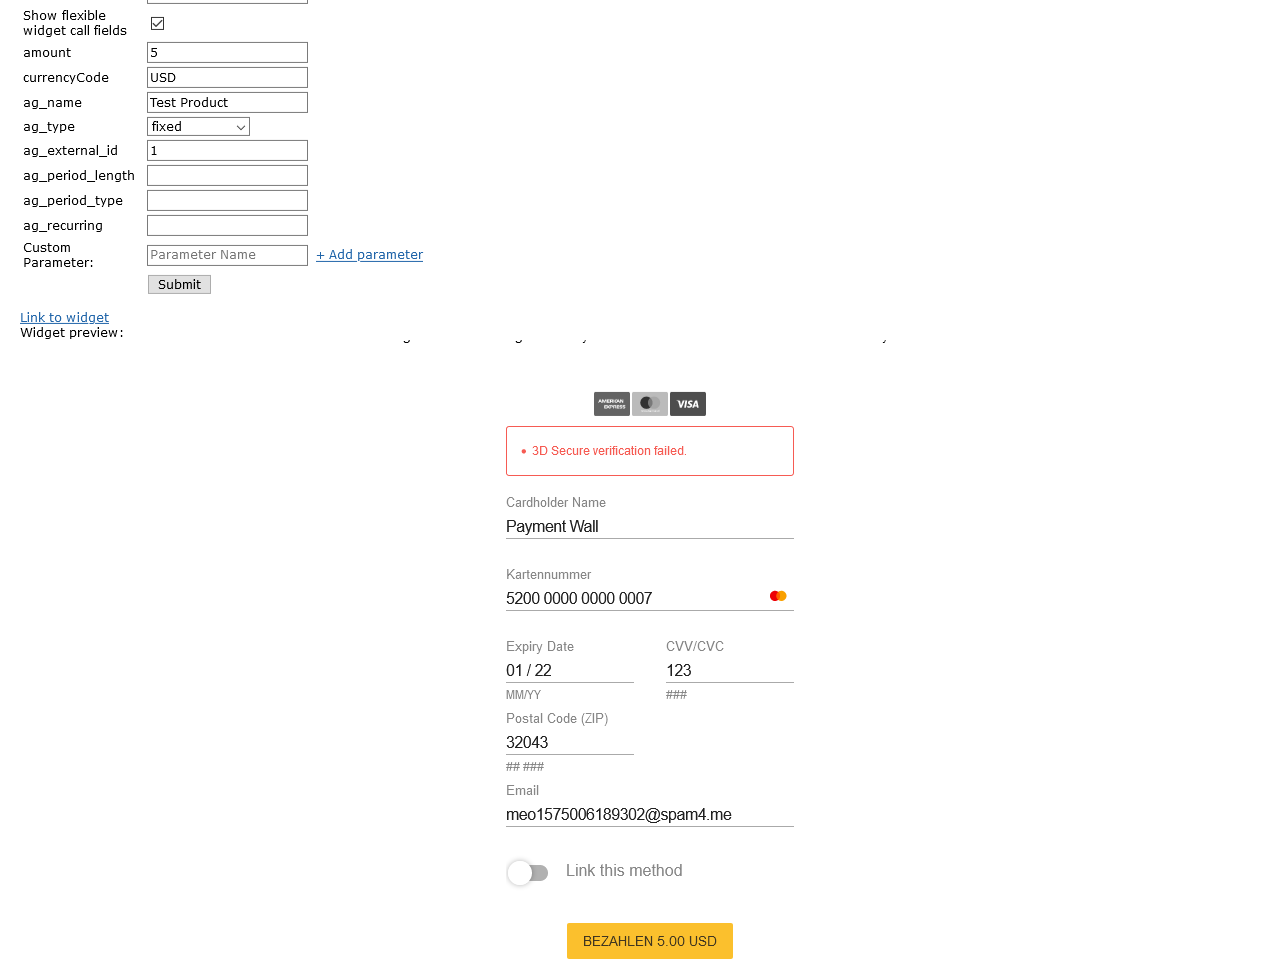 Show flexible
widget call fields
amount
5
currencyCode
USD
ag_name
Test Product
ag_type
fixed
ag_external_id
1
ag_period_length
ag_period_type
ag_recurring
Custom
Parameter:
Parameter Name
+ Add parameter
Submit
Link to widget
Widget preview:
AMERICAN
EXPRESS
VISA
• 3D Secure verification failed.
Cardholder Name
Payment Wall
Kartennummer
5200 0000 0000 0007
Expiry Date
CVV/CVC
01 / 22
123
MM/YY
###
Postal Code (ZIP)
32043
## ###
Email
meo1575006189302@spam4.me
Link this method
BEZAHLEN 5.00 USD